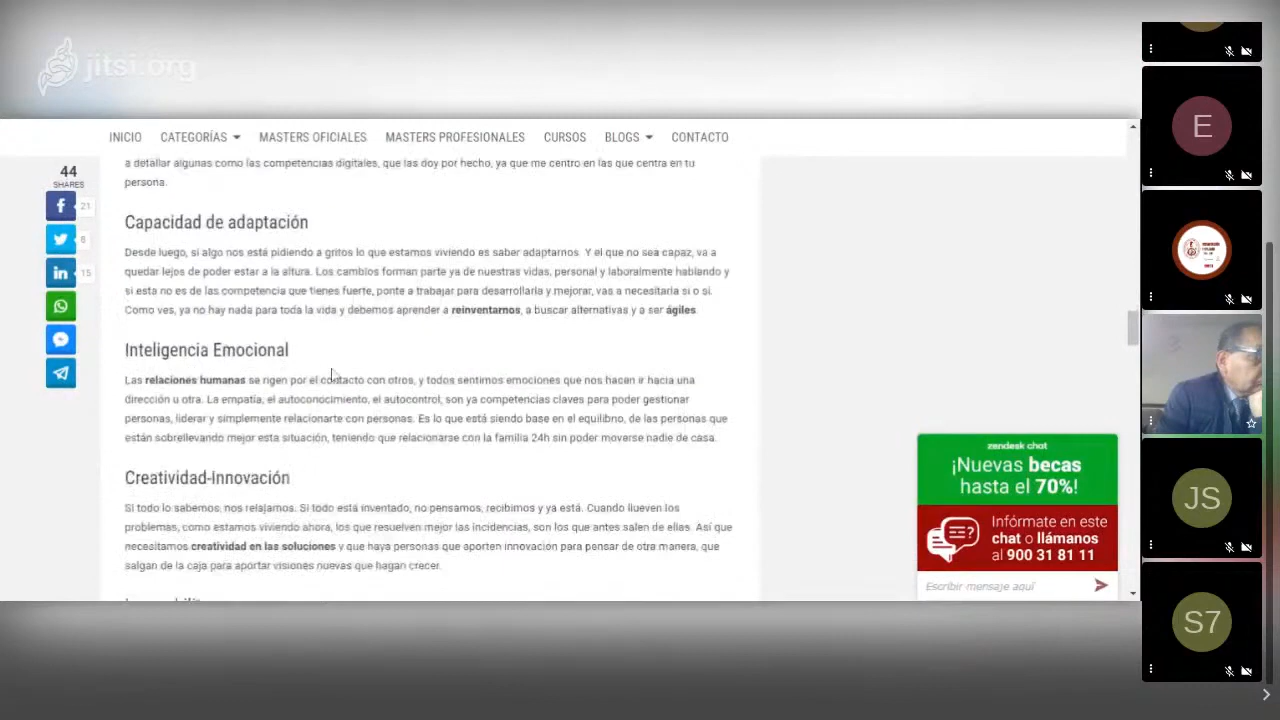 jitsi.org
INICIO CATEGORÍAS MASTERS OFICIALES MASTERS PROFESIONALES CURSOS BLOGS CONTACTO
44
SHARES
21
8
15
a detallar algunas como las competencias digitales, que las doy por hecho, ya que me centro en las que centra en tu
persona.
Capacidad de adaptación
Desde luego, si algo nos está pidiendo a gritos lo que estamos viviendo es saber adaptarnos. Y el que no sea capaz, va a
quedar lejos de poder estar a la altura. Los cambios forman parte ya de nuestras vidas, personal y laboralmente hablando y
si esta no es de las competencia que tienes fuerte, ponte a trabajar para desarrollarla y mejorar, vas a necesitarla si o si.
Como ves, ya no hay nada para toda la vida y debemos aprender a reinventarnos, a buscar alternativas y a ser ágiles.
Inteligencia Emocional
Las relaciones humanas se rigen por el contacto con otros, y todos sentimos emociones que nos hacen ir hacia una
dirección u otra. La empatía, el autoconocimiento, el autocontrol, son ya competencias claves para poder gestionar
personas, liderar y simplemente relacionarte con personas. Es lo que está siendo base en el equilibrio, de las personas que
están sobrellevando mejor esta situación, teniendo que relacionarse con la familia 24h sin poder moverse nadie de casa.
Creatividad-Innovación
Si todo lo sabemos, nos relajamos. Si todo está inventado, no pensamos, recibimos y ya está. Cuando llueven los
problemas, como estamos viviendo ahora, los que resuelven mejor las incidencias, son los que antes salen de ellas. Así que
necesitamos creatividad en las soluciones y que haya personas que aporten innovación para pensar de otra manera, que
salgan de la caja para aportar visiones nuevas que hagan crecer.
zendesk chat
¡Nuevas becas
hasta el 70%!
Infórmate en este
chat o llámanos
al 900 31 81 11
Escribir mensaje aquí
E
JS
S7